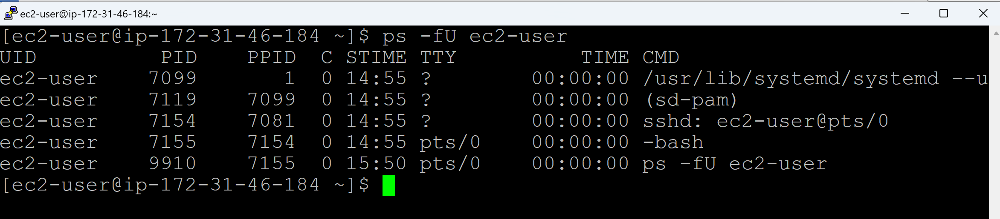 ec2-user@ip-172-31-46-184:~
[ec2-user@ip-172-31-46-184 ~]$ ps -fU ec2-user
UID          PID    PPID  C STIME TTY          TIME CMD
ec2-user    7099       1  0 14:55 ?        00:00:00 /usr/lib/systemd/systemd --u
ec2-user    7119    7099  0 14:55 ?        00:00:00 (sd-pam)
ec2-user    7154    7081  0 14:55 ?        00:00:00 sshd: ec2-user@pts/0
ec2-user    7155    7154  0 14:55 pts/0    00:00:00 -bash
ec2-user    9910    7155  0 15:50 pts/0    00:00:00 ps -fU ec2-user
[ec2-user@ip-172-31-46-184 ~]$